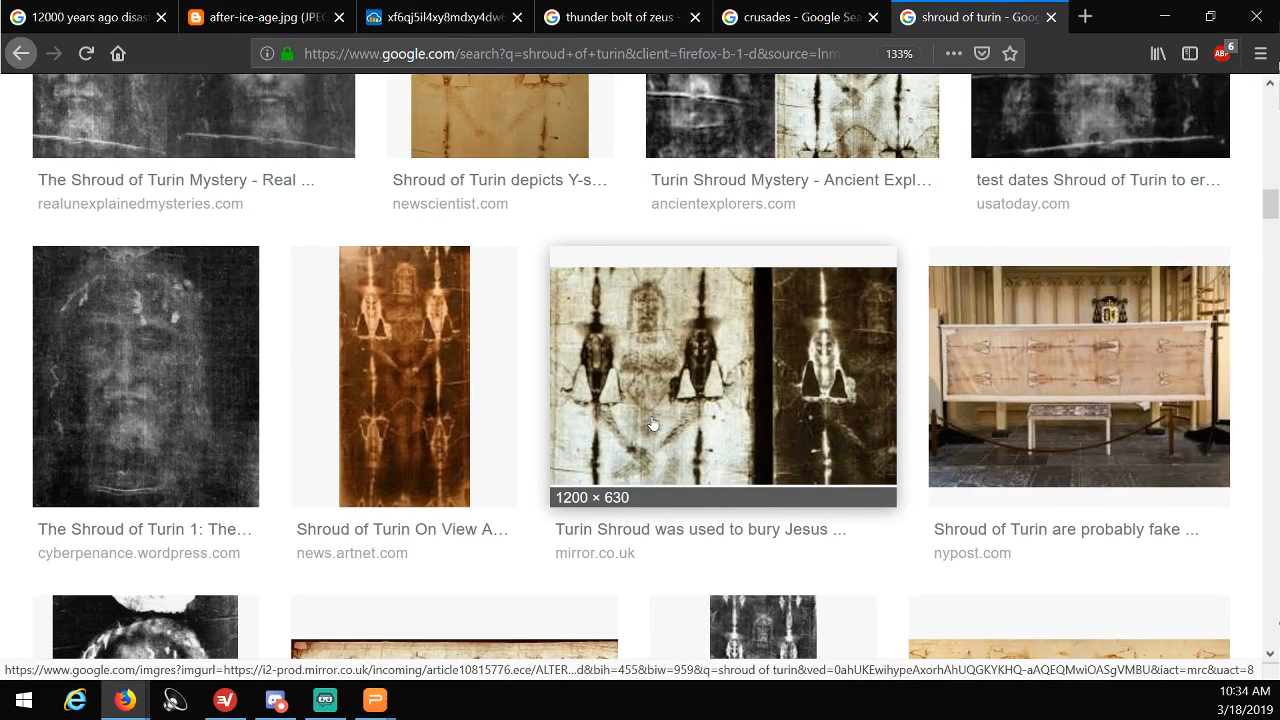 12000 years ago disast
after-ice-age.jpg (JPEG
xf6qj5il4xy8mdxy4dw6
thunder bolt of zeus -
crusades - Google Sea
shroud of turin - Goog
https://www.google.com/search?q=shroud+of+turin&client=firefox-b-1-d&source=lnm
133%
ABP
6
The Shroud of Turin Mystery - Real ...
Shroud of Turin depicts Y-s...
Turin Shroud Mystery - Ancient Expl...
test dates Shroud of Turin to er...
realunexplainedmysteries.com
newscientist.com
ancientexplorers.com
usatoday.com
1200 × 630
The Shroud of Turin 1: The...
Shroud of Turin On View A...
Turin Shroud was used to bury Jesus ...
Shroud of Turin are probably fake ...
cyberpenance.wordpress.com
news.artnet.com
mirror.co.uk
nypost.com
https://www.google.com/imgres?imgurl=https://i2-prod.mirror.co.uk/incoming/article10815776.ece/ALTER...d&bih=455&biw=959&q=shroud of turin&ved=0ahUKEwihypeAxorhAhUQGKYKHQ-aAQEQMwiOASgVMBU&iact=mrc&uact=8
10:34 AM
3/18/2019